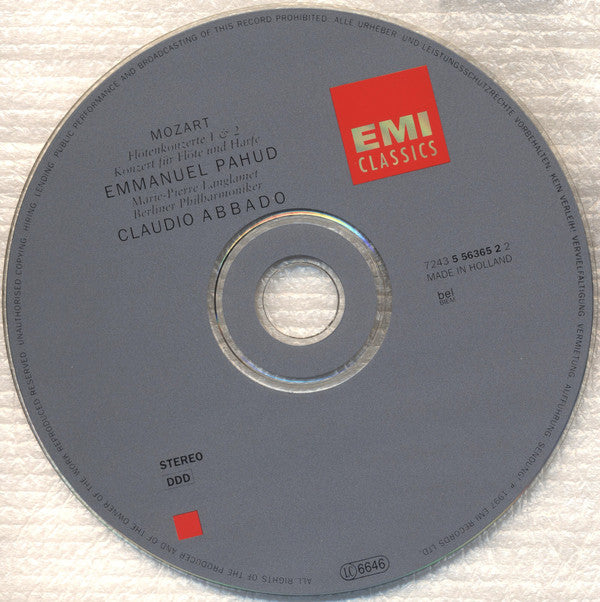 MOZART
Flötenkonzerte 1 & 2
Konzert für Flöte und Harfe
EMMANUEL PAHUD
Marie-Pierre Langlamet
Berliner Philharmoniker
CLAUDIO ABBADO
EMI
CLASSICS
7243 5 56365 2 2
MADE IN HOLLAND
bel
BIEM
STEREO
DDD
LC 6646
ALL RIGHTS OF THE PRODUCER AND OF THE OWNER OF THE WORK REPRODUCED RESERVED. UNAUTHORISED COPYING, HIRING, LENDING, PUBLIC PERFORMANCE AND BROADCASTING OF THIS RECORD PROHIBITED. ALLE URHEBER- UND LEISTUNGSSCHUTZRECHTE VORBEHALTEN. KEIN VERLEIH! VERVIELFÄLTIGUNG, VERMIETUNG, AUFFÜHRUNG, SENDUNG! ℗ 1997 EMI RECORDS LTD.